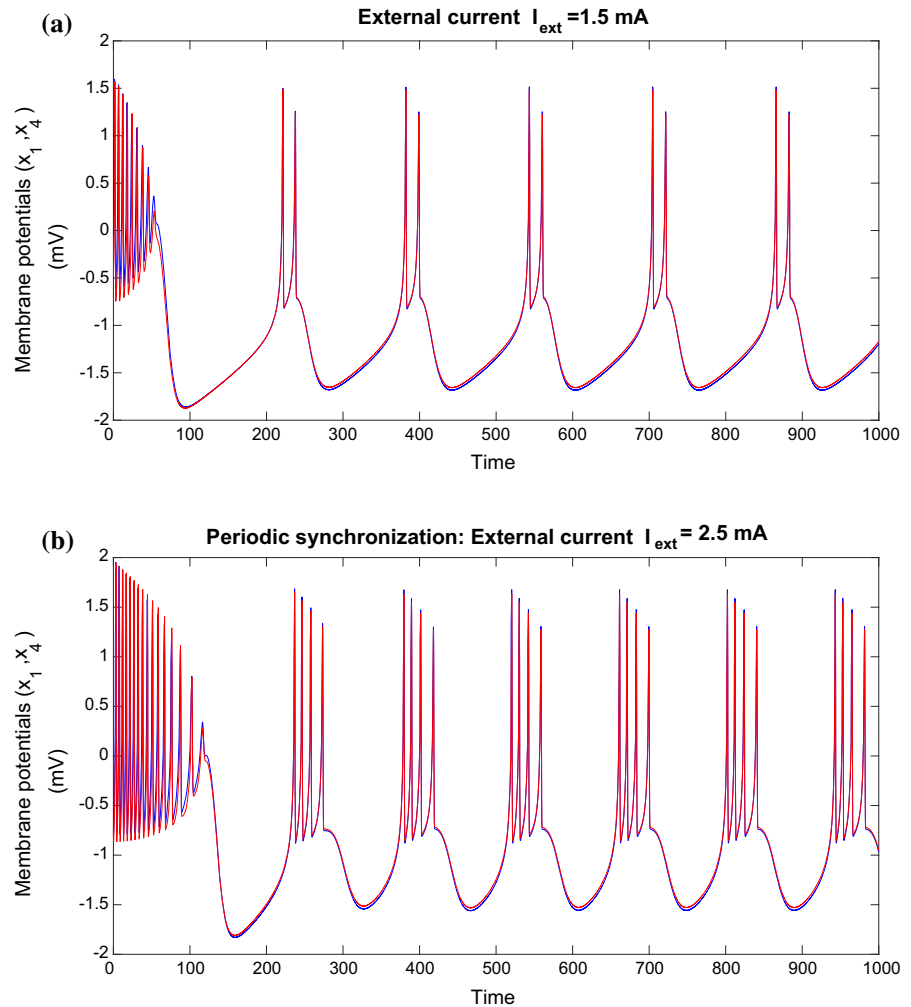 (a)
External current I_ext =1.5 mA
Membrane potentials (x_1 ,x_4 )
(mV)
2
1.5
1
0.5
0
-0.5
-1
-1.5
-2
0 100 200 300 400 500 600 700 800 900 1000
Time
(b)
Periodic synchronization: External current I_ext = 2.5 mA
Membrane potentials (x_1 ,x_4 )
(mV)
2
1.5
1
0.5
0
-0.5
-1
-1.5
-2
0 100 200 300 400 500 600 700 800 900 1000
Time